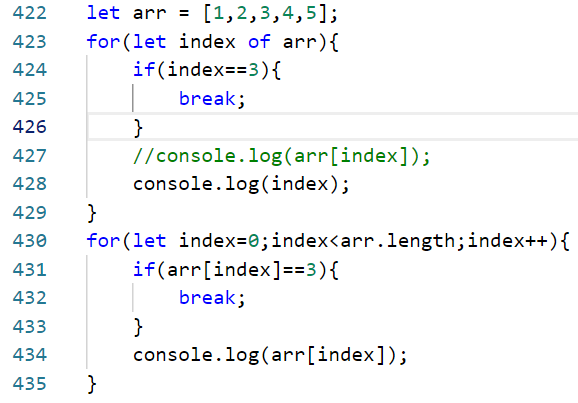 422 let arr = [1,2,3,4,5];
423 for(let index of arr){
424 if(index==3){
425 break;
426 }
427 //console.log(arr[index]);
428 console.log(index);
429 }
430 for(let index=0;index<arr.length;index++){
431 if(arr[index]==3){
432 break;
433 }
434 console.log(arr[index]);
435 }